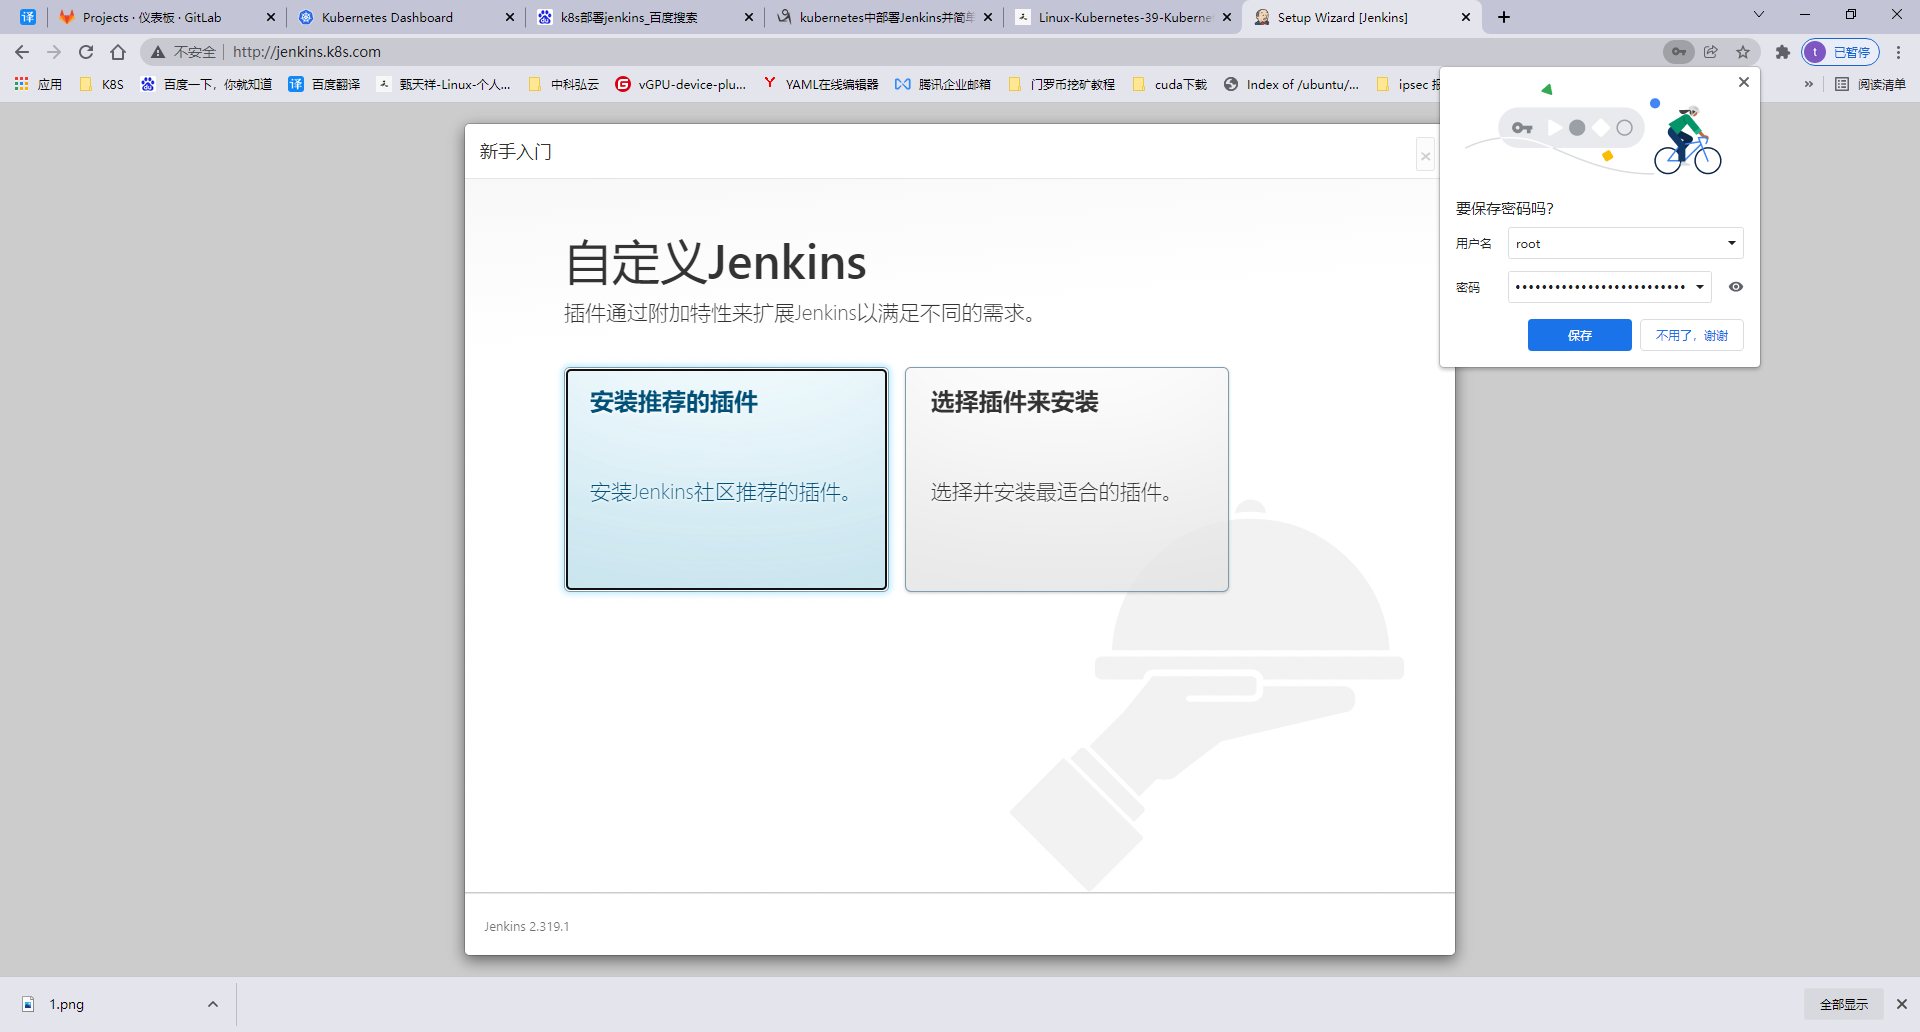 译
Projects · 仪表板 · GitLab
Kubernetes Dashboard
k8s部署jenkins_百度搜索
kubernetes中部署Jenkins并简单
Linux-Kubernetes-39-Kuberne
Setup Wizard [Jenkins]
不安全
http://jenkins.k8s.com
t
已暂停
应用
K8S
百度一下，你就知道
译
百度翻译
甄天祥-Linux-个人...
中科弘云
vGPU-device-plu...
YAML在线编辑器
腾讯企业邮箱
门罗币挖矿教程
cuda下载
Index of /ubuntu/...
ipsec
»
阅读清单
新手入门
×
自定义Jenkins
插件通过附加特性来扩展Jenkins以满足不同的需求。
安装推荐的插件
安装Jenkins社区推荐的插件。
选择插件来安装
选择并安装最适合的插件。
Jenkins 2.319.1
要保存密码吗？
用户名
root
密码
••••••••••••••••••••••••••
保存
不用了，谢谢
1.png
全部显示